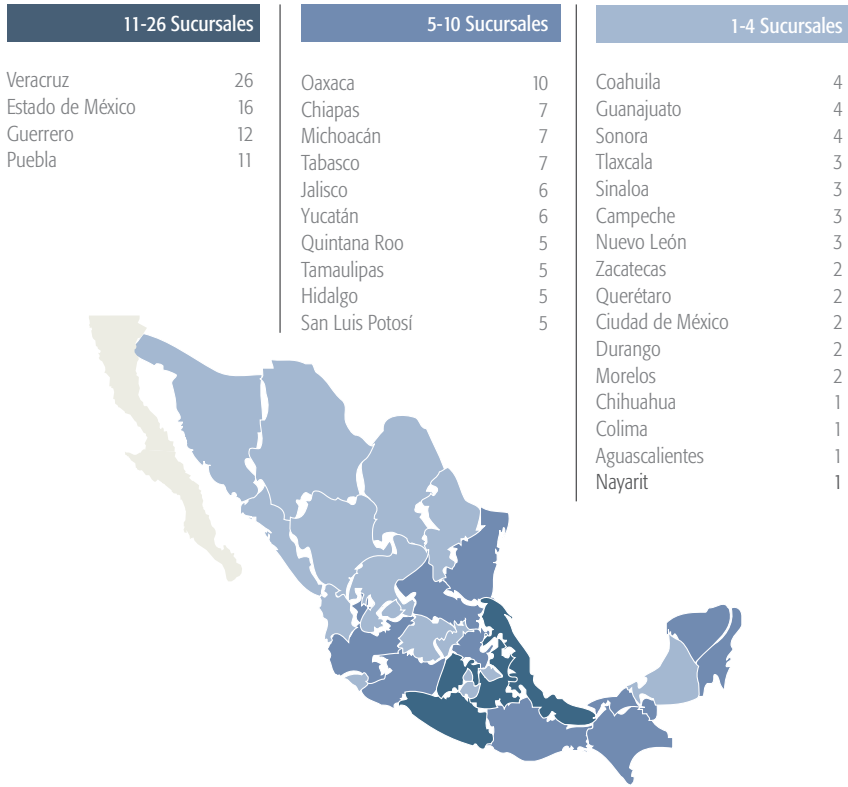 11-26 Sucursales
Veracruz 26
Estado de México 16
Guerrero 12
Puebla 11
5-10 Sucursales
Oaxaca 10
Chiapas 7
Michoacán 7
Tabasco 7
Jalisco 6
Yucatán 6
Quintana Roo 5
Tamaulipas 5
Hidalgo 5
San Luis Potosí 5
1-4 Sucursales
Coahuila 4
Guanajuato 4
Sonora 4
Tlaxcala 3
Sinaloa 3
Campeche 3
Nuevo León 3
Zacatecas 2
Querétaro 2
Ciudad de México 2
Durango 2
Morelos 2
Chihuahua 1
Colima 1
Aguascalientes 1
Nayarit 1